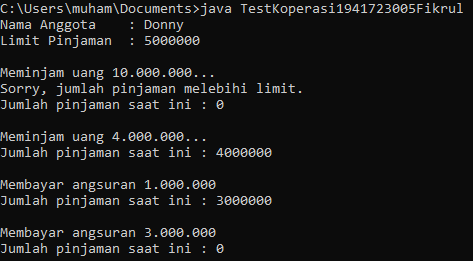 C:\Users\muham\Documents>java TestKoperasi1941723005Fikrul
Nama Anggota    : Donny
Limit Pinjaman  : 5000000
Meminjam uang 10.000.000...
Sorry, jumlah pinjaman melebihi limit.
Jumlah pinjaman saat ini : 0
Meminjam uang 4.000.000...
Jumlah pinjaman saat ini : 4000000
Membayar angsuran 1.000.000
Jumlah pinjaman saat ini : 3000000
Membayar angsuran 3.000.000
Jumlah pinjaman saat ini : 0